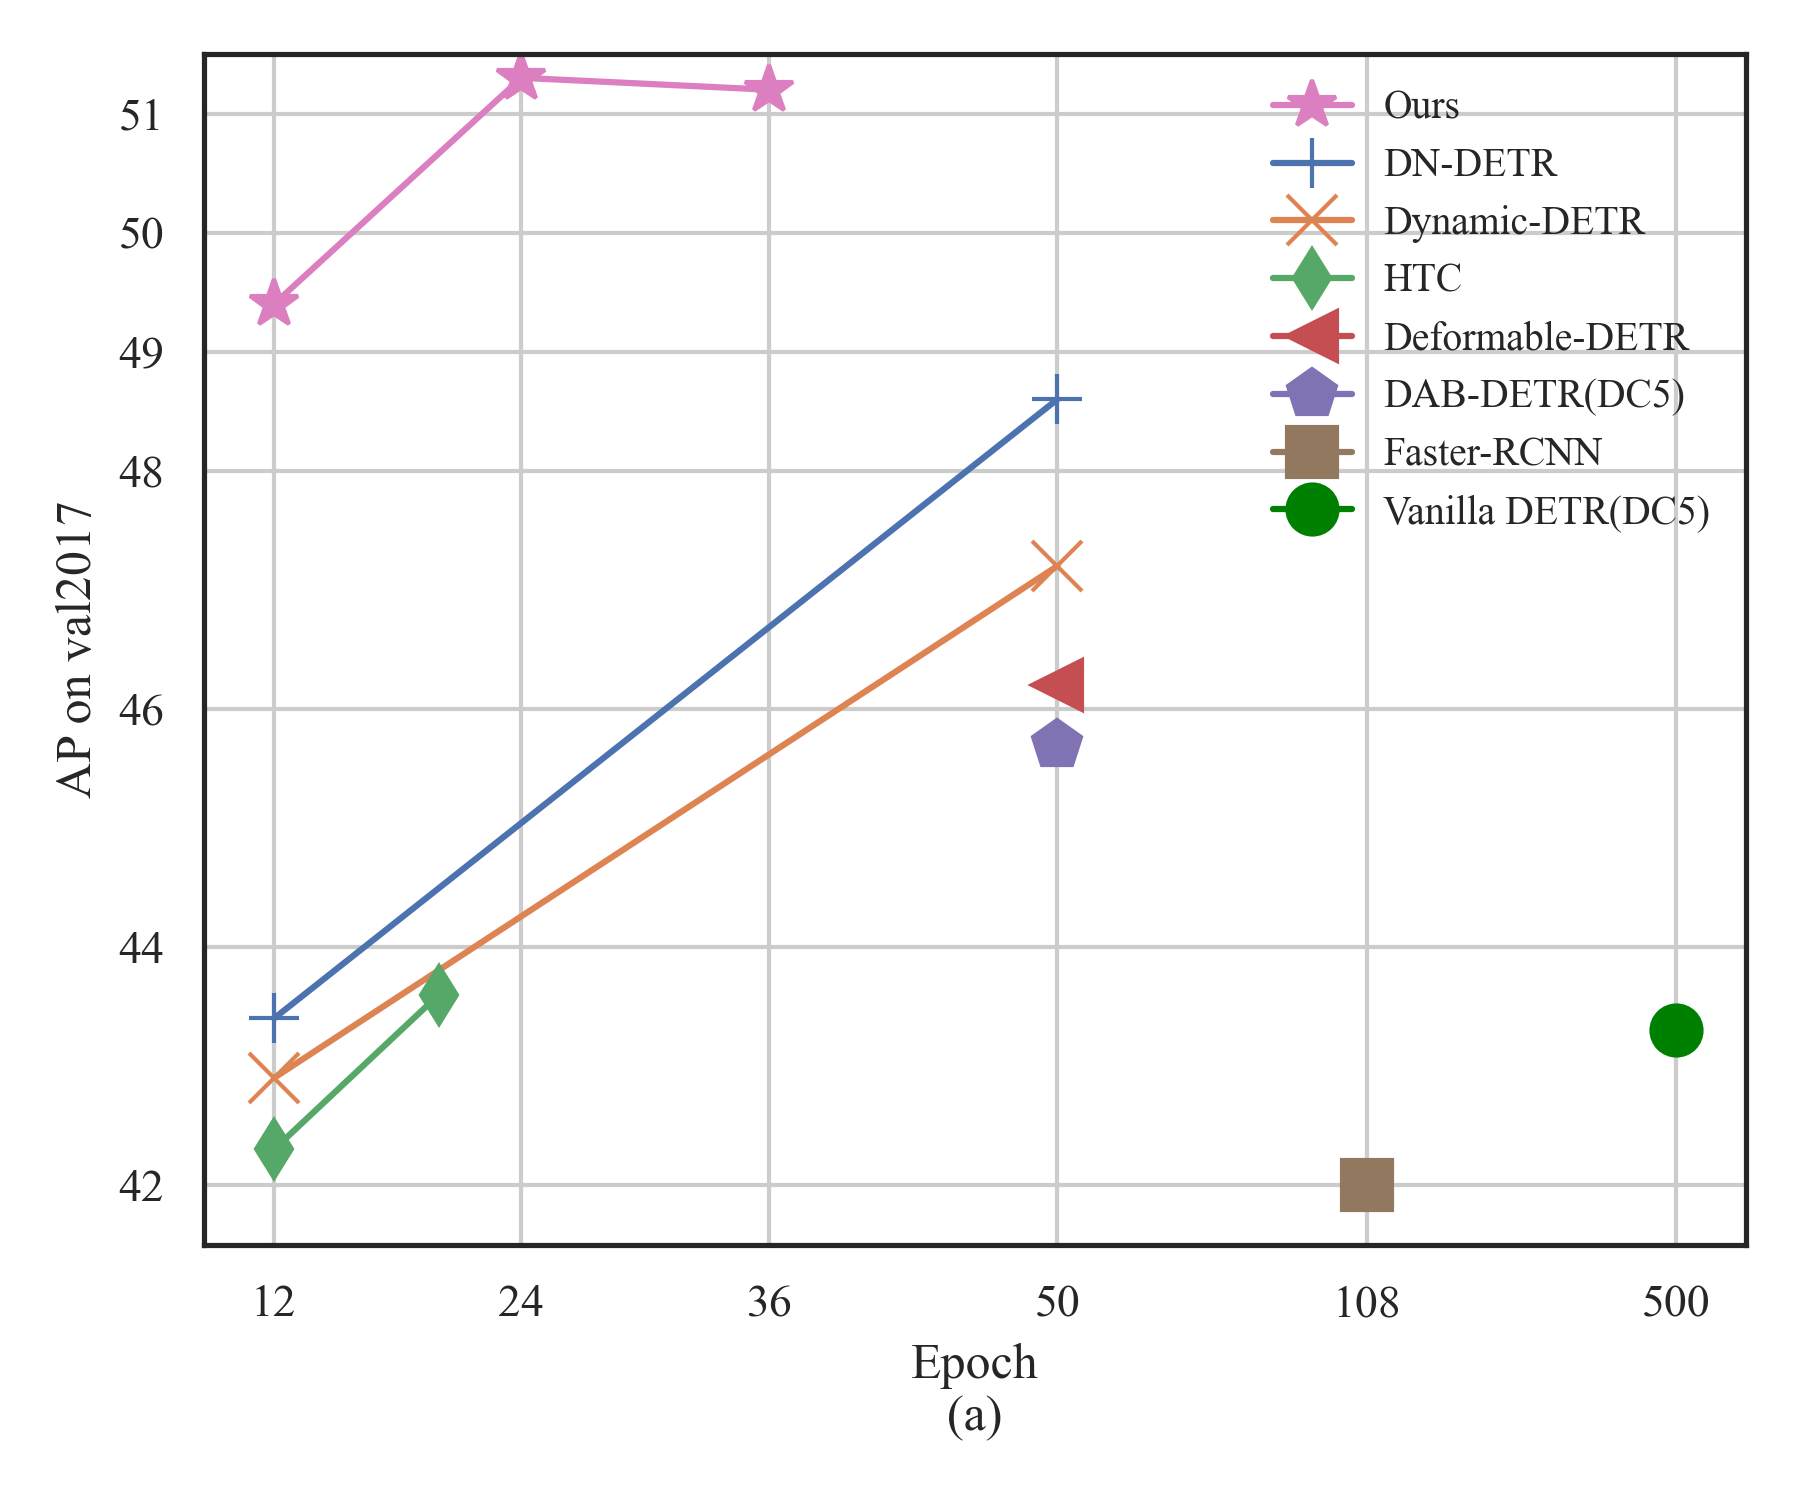 51
50
49
48
46
44
42
AP on val2017
Ours
DN-DETR
Dynamic-DETR
HTC
Deformable-DETR
DAB-DETR(DC5)
Faster-RCNN
Vanilla DETR(DC5)
12 24 36 50 108 500
Epoch
(a)